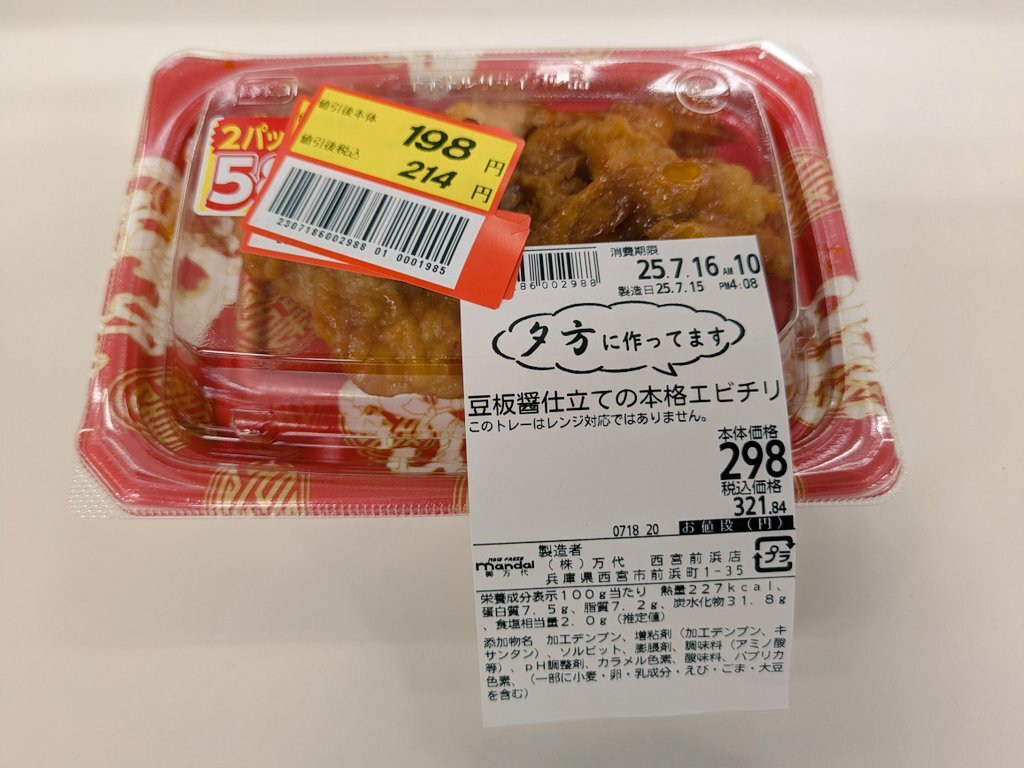 2パッ
5
値引後本体
198円
値引後税込
214円
2307186002988 01 0001985
86002988
消費期限
25.7.16 AM10
製造日25.7.15 PM4:08
夕方に作ってます
豆板醤仕立ての本格エビチリ
このトレーはレンジ対応ではありません。
本体価格
298
税込価格
321.84
0718 20 お値段(円)
mandai
製造者
(株)万代 西宮前浜店
兵庫県西宮市前浜町1-35
プラ
栄養成分表示100g当たり 熱量227kcal、
蛋白質7.5g、脂質7.2g、炭水化物31.8g
、食塩相当量2.0g(推定値)
添加物名 加工デンプン、増粘剤(加工デンプン、キ
サンタン)、ソルビット、膨脹剤、調味料(アミノ酸
等)、pH調整剤、カラメル色素、酸味料、パプリカ
色素、(一部に小麦・卵・乳成分・えび・ごま・大豆
を含む)